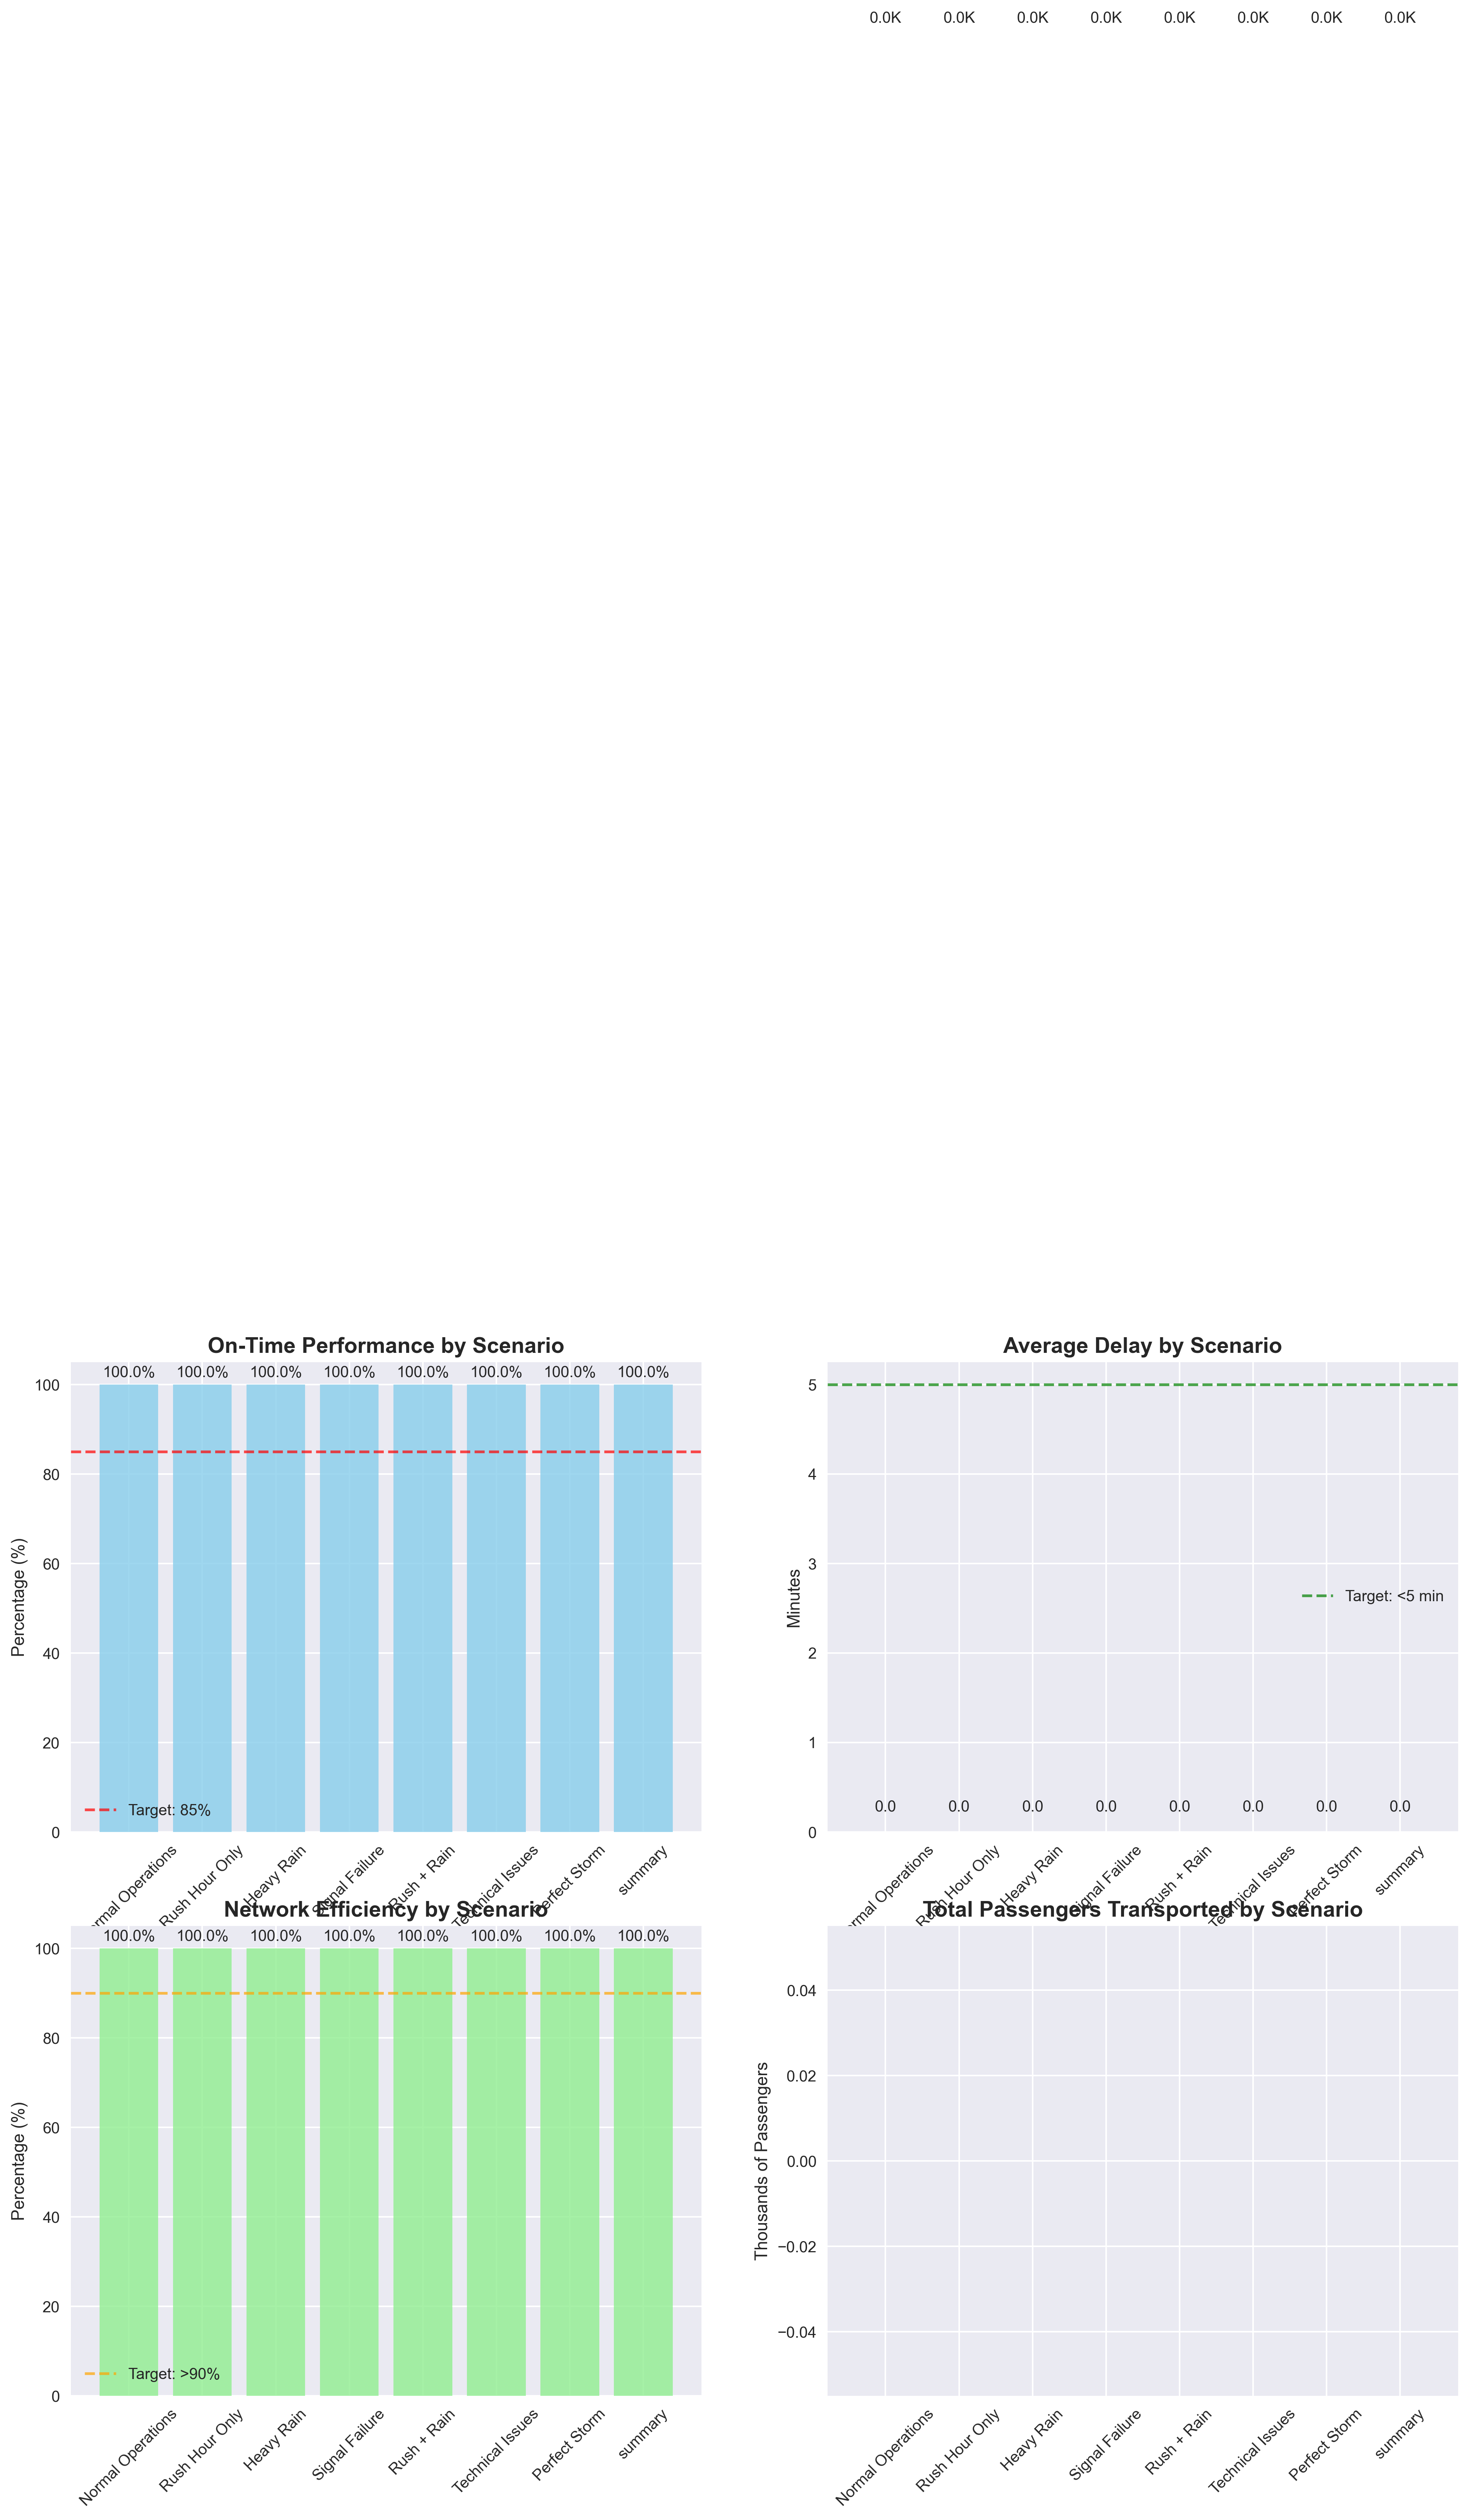 0.0K 0.0K 0.0K 0.0K 0.0K 0.0K 0.0K 0.0K
On-Time Performance by Scenario
100.0% 100.0% 100.0% 100.0% 100.0% 100.0% 100.0% 100.0%
100
80
60
40
20
0
Percentage (%)
Target: 85%
rmal Operations
Rush Hour Only
Heavy Rain
Signal Failure
Rush + Rain
Technical Issues
Perfect Storm
summary
Average Delay by Scenario
5
4
3
2
1
0
Minutes
Target: <5 min
0.0 0.0 0.0 0.0 0.0 0.0 0.0 0.0
rmal Operations
Rush Hour Only
Heavy Rain
Signal Failure
Rush + Rain
Technical Issues
Perfect Storm
summary
Network Efficiency by Scenario
100.0% 100.0% 100.0% 100.0% 100.0% 100.0% 100.0% 100.0%
100
80
60
40
20
0
Percentage (%)
Target: >90%
Normal Operations
Rush Hour Only
Heavy Rain
Signal Failure
Rush + Rain
Technical Issues
Perfect Storm
summary
Total Passengers Transported by Scenario
0.04
0.02
0.00
−0.02
−0.04
Thousands of Passengers
Normal Operations
Rush Hour Only
Heavy Rain
Signal Failure
Rush + Rain
Technical Issues
Perfect Storm
summary